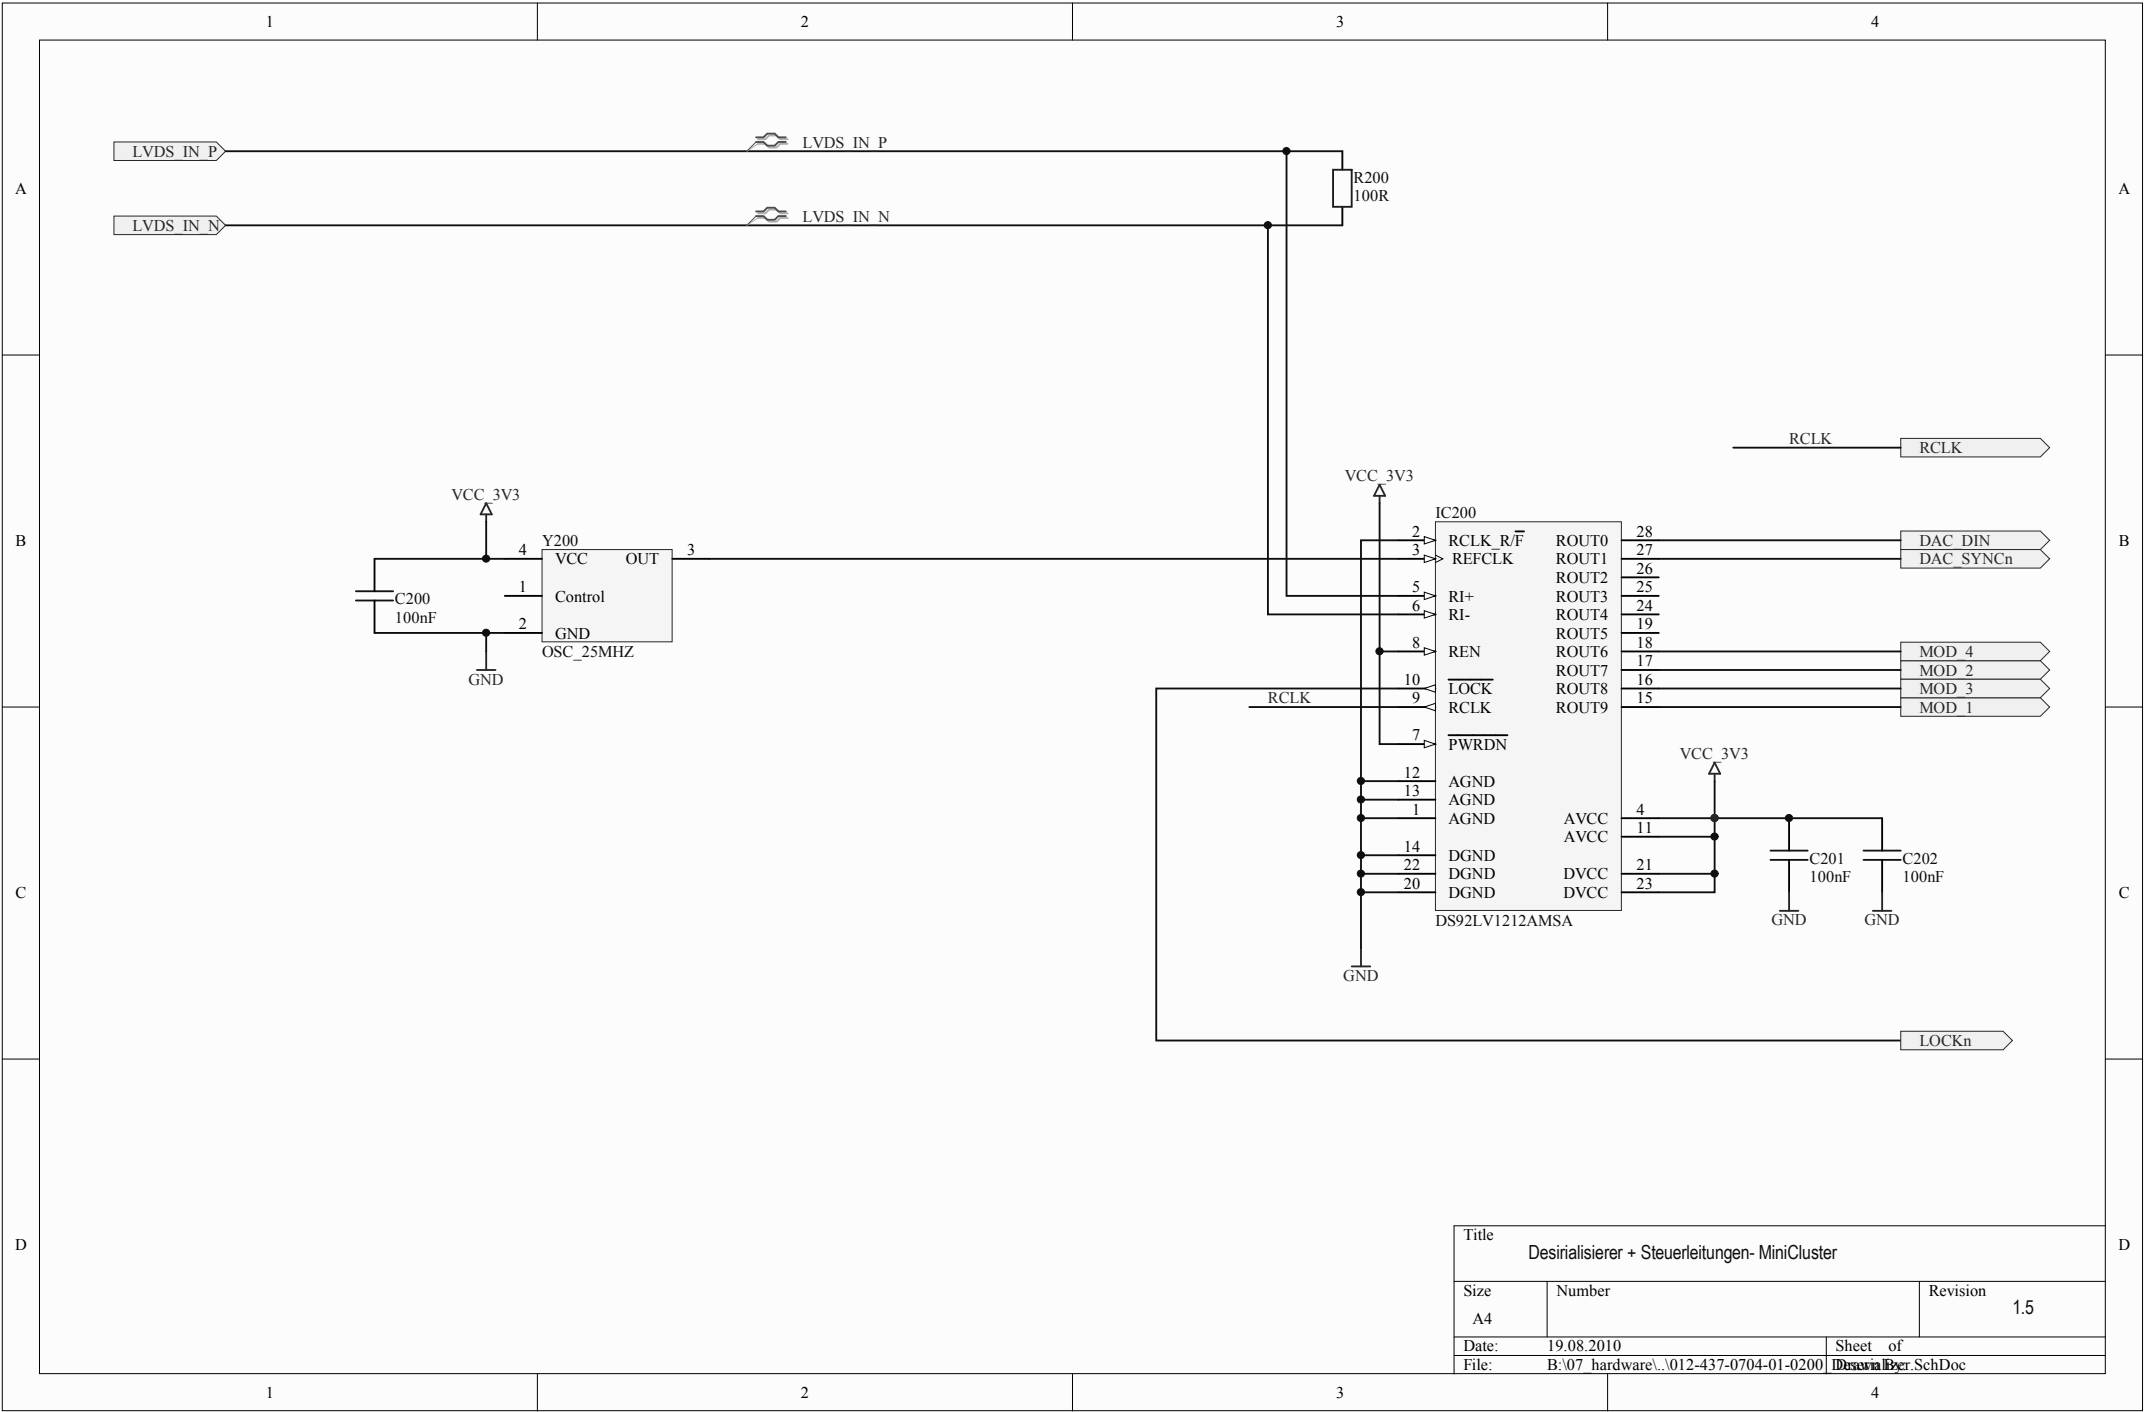 1 2 3 4
LVDS_IN_P LVDS_IN_P
R200
A 100R A
LVDS_IN_N LVDS_IN_N
RCLK RCLK
VCC_3V3
VCC_3V3
IC200
B Y200 B
4 VCC OUT 3
1 Control
C200
100nF
2 GND
OSC_25MHZ
GND
2 RCLK_R/F ROUT0 28 DAC_DIN
3 REFCLK ROUT1 27 DAC_SYNCn
ROUT2 26
5 RI+ ROUT3 25
6 RI- ROUT4 24
ROUT5 19
8 REN ROUT6 18 MOD_4
ROUT7 17 MOD_2
10 LOCK ROUT8 16 MOD_3
RCLK 9 RCLK ROUT9 15 MOD_1
7 PWRDN
VCC_3V3
12 AGND
13 AGND
1 AGND AVCC 4
AVCC 11
14 DGND
22 DGND DVCC 21
20 DGND DVCC 23
C201
100nF
C202
100nF
C C
DS92LV1212AMSA
GND GND
GND
LOCKn
D D
Title
Desirialisierer + Steuerleitungen- MiniCluster
Size Number Revision
A4 1.5
Date: 19.08.2010 Sheet of
File: B:\07_hardware\..\012-437-0704-01-0200_Deserializer.SchDoc
Drawn By:
1 2 3 4